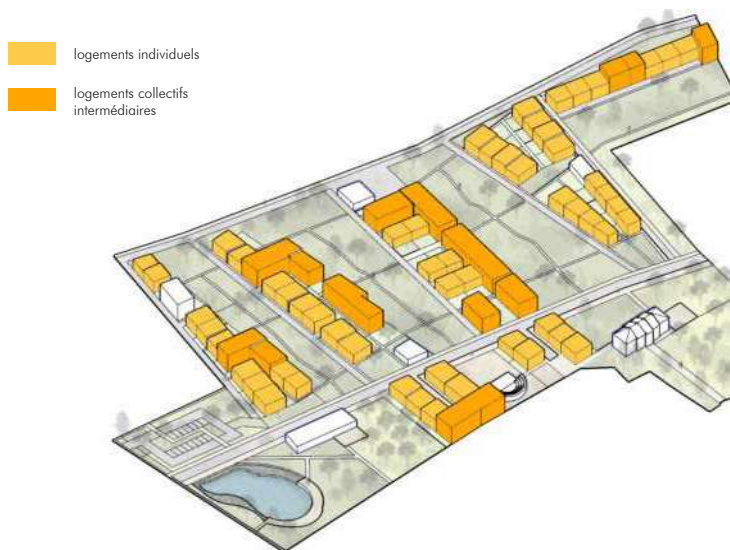 logements individuels
logements collectifs
intermédiaires